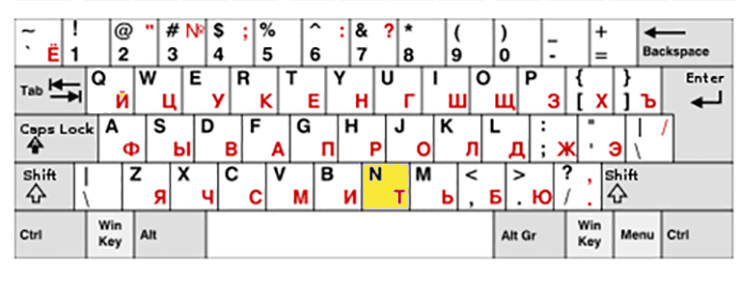 ~ ` Ё ! 1 @ " 2 # № 3 $ ; 4 % 5 ^ : 6 & ? 7 * 8 ( 9 ) 0 _ - + = Backspace
Tab Q Й W Ц E У R К T Е Y Н U Г I Ш O Щ P З { [ Х } ] Ъ Enter
Caps Lock A Ф S Ы D В F А G П H Р J О K Л L Д : ; Ж " ' Э | / \
Shift | \ Z Я X Ч C С V М B И N Т M Ь < , Б > . Ю ? , / . Shift
Ctrl Win Key Alt Alt Gr Win Key Menu Ctrl